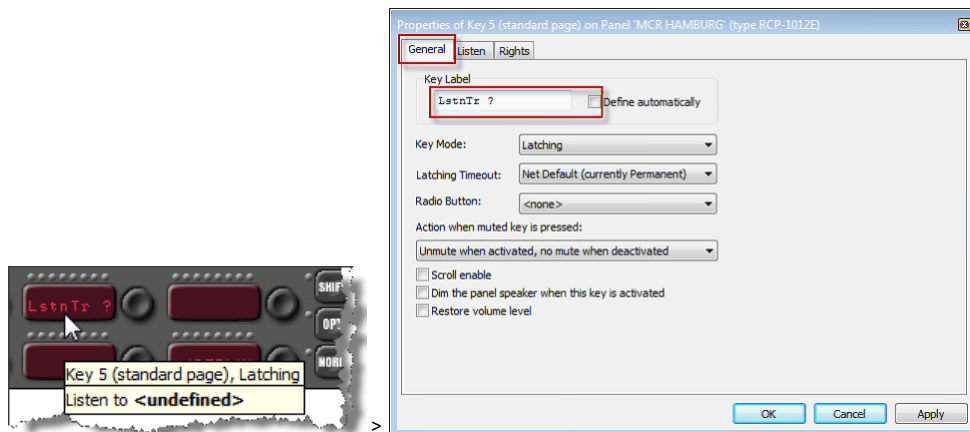 Properties of Key 5 (standard page) on Panel 'MCR HAMBURG' (type RCP-1012E)
General Listen Rights
Key Label
LstnTr ? Define automatically
Key Mode: Latching
Latching Timeout: Net Default (currently Permanent)
Radio Button: <none>
Action when muted key is pressed:
Unmute when activated, no mute when deactivated
Scroll enable
Dim the panel speaker when this key is activated
Restore volume level
OK Cancel Apply
LstnTr ?
Key 5 (standard page), Latching
Listen to <undefined>
>